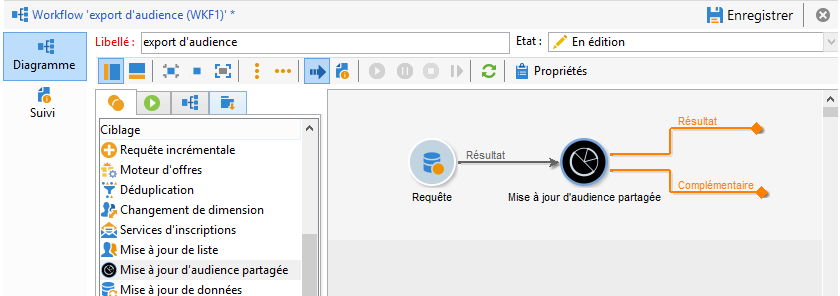 Workflow 'export d'audience (WKF1)' *
Enregistrer
Diagramme
Suivi
Libellé : export d'audience
Etat : En édition
Propriétés
Ciblage
Requête incrémentale
Moteur d'offres
Déduplication
Changement de dimension
Services d'inscriptions
Mise à jour de liste
Mise à jour d'audience partagée
Mise à jour de données
Requête
Résultat
Mise à jour d'audience partagée
Résultat
Complémentaire